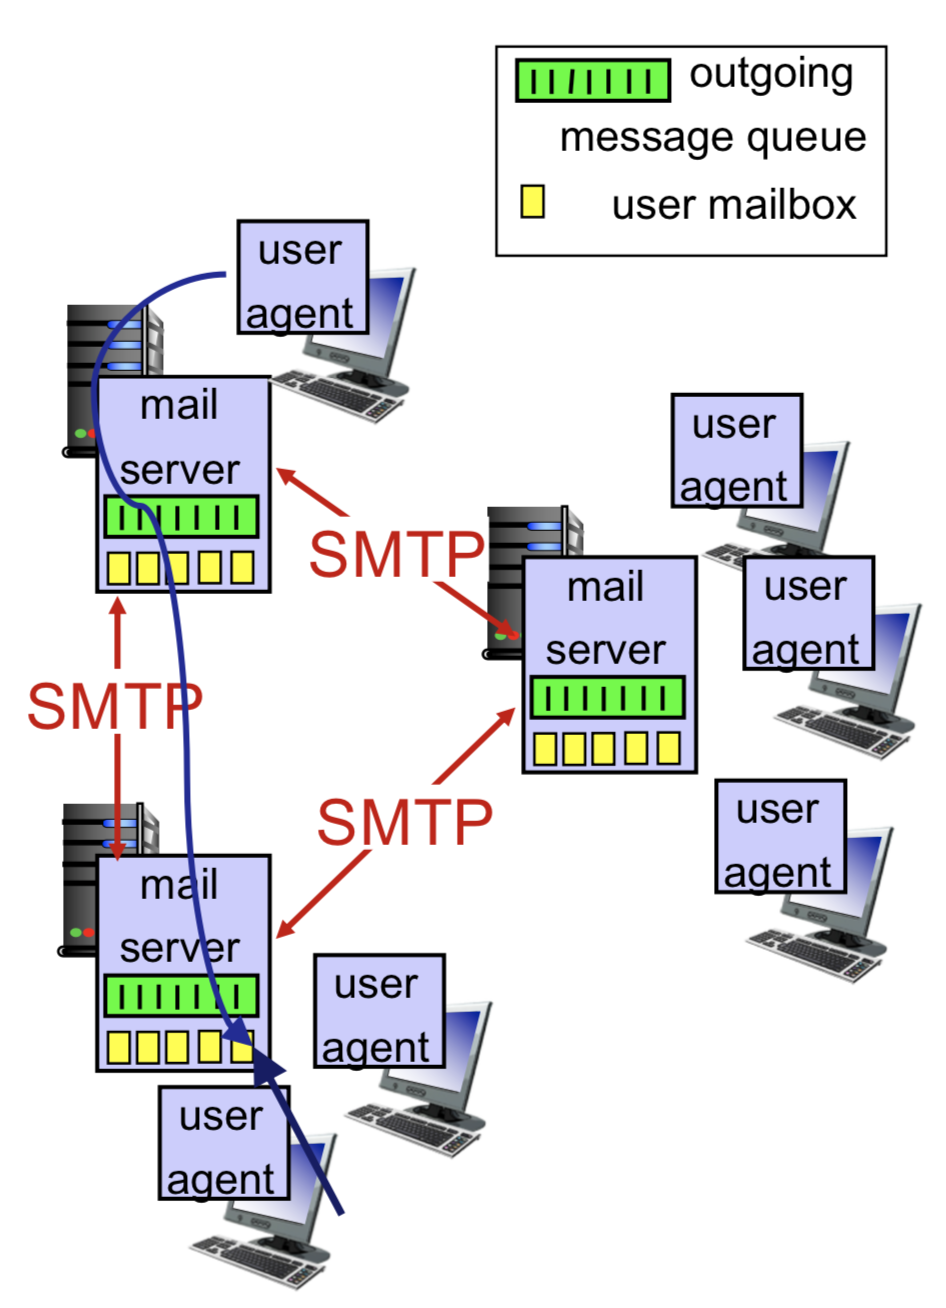 outgoing
message queue
user mailbox
user
agent
mail
server
user
agent
SMTP
mail
server
user
agent
SMTP
user
agent
SMTP
mail
server
user
agent
user
agent